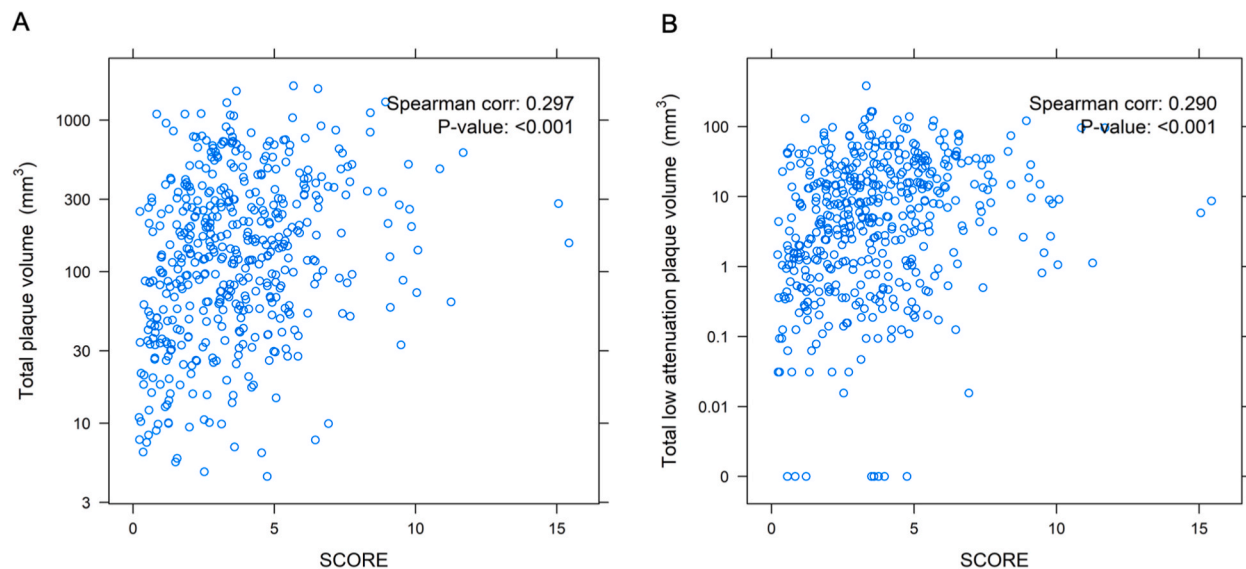 A
Spearman corr: 0.297
P-value: <0.001
1000
300
100
30
10
3
Total plaque volume (mm³)
0 5 10 15
SCORE
B
Spearman corr: 0.290
P-value: <0.001
100
10
1
0.1
0.01
0
Total low attenuation plaque volume (mm³)
0 5 10 15
SCORE